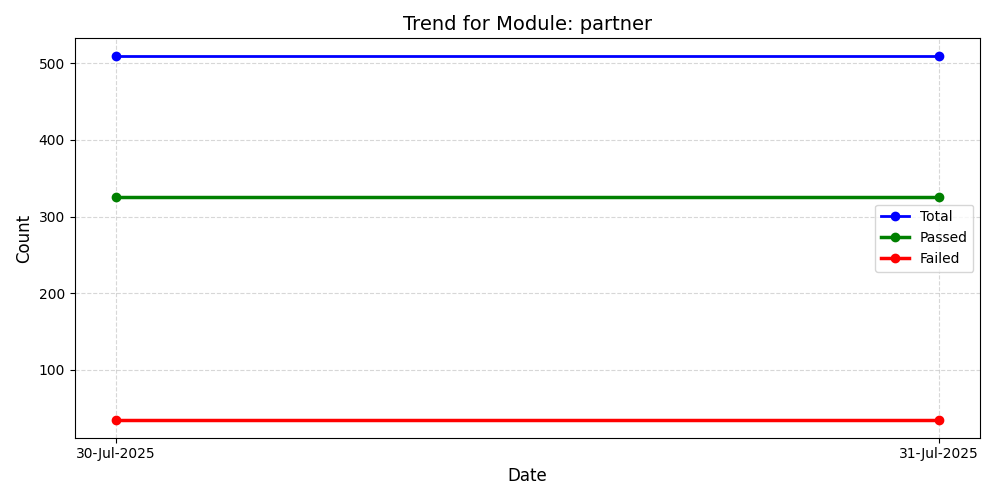 Trend for Module: partner
500
400
300
200
100
Count
Total
Passed
Failed
30-Jul-2025
31-Jul-2025
Date